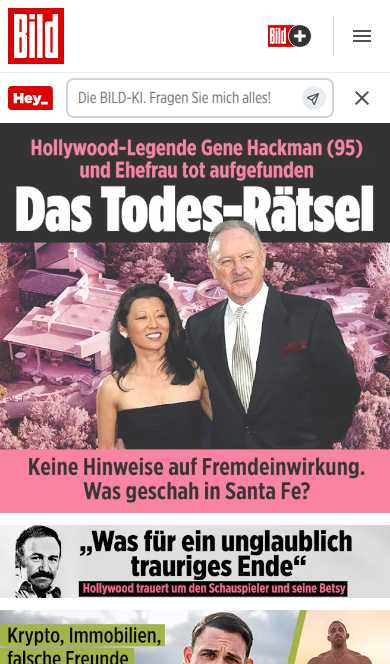 Bild
Bild
Hey_
Die BILD-KI. Fragen Sie mich alles!
Hollywood-Legende Gene Hackman (95)
und Ehefrau tot aufgefunden
Das Todes-Rätsel
Keine Hinweise auf Fremdeinwirkung.
Was geschah in Santa Fe?
„Was für ein unglaublich
trauriges Ende“
Hollywood trauert um den Schauspieler und seine Betsy
Krypto, Immobilien,
falsche Freunde